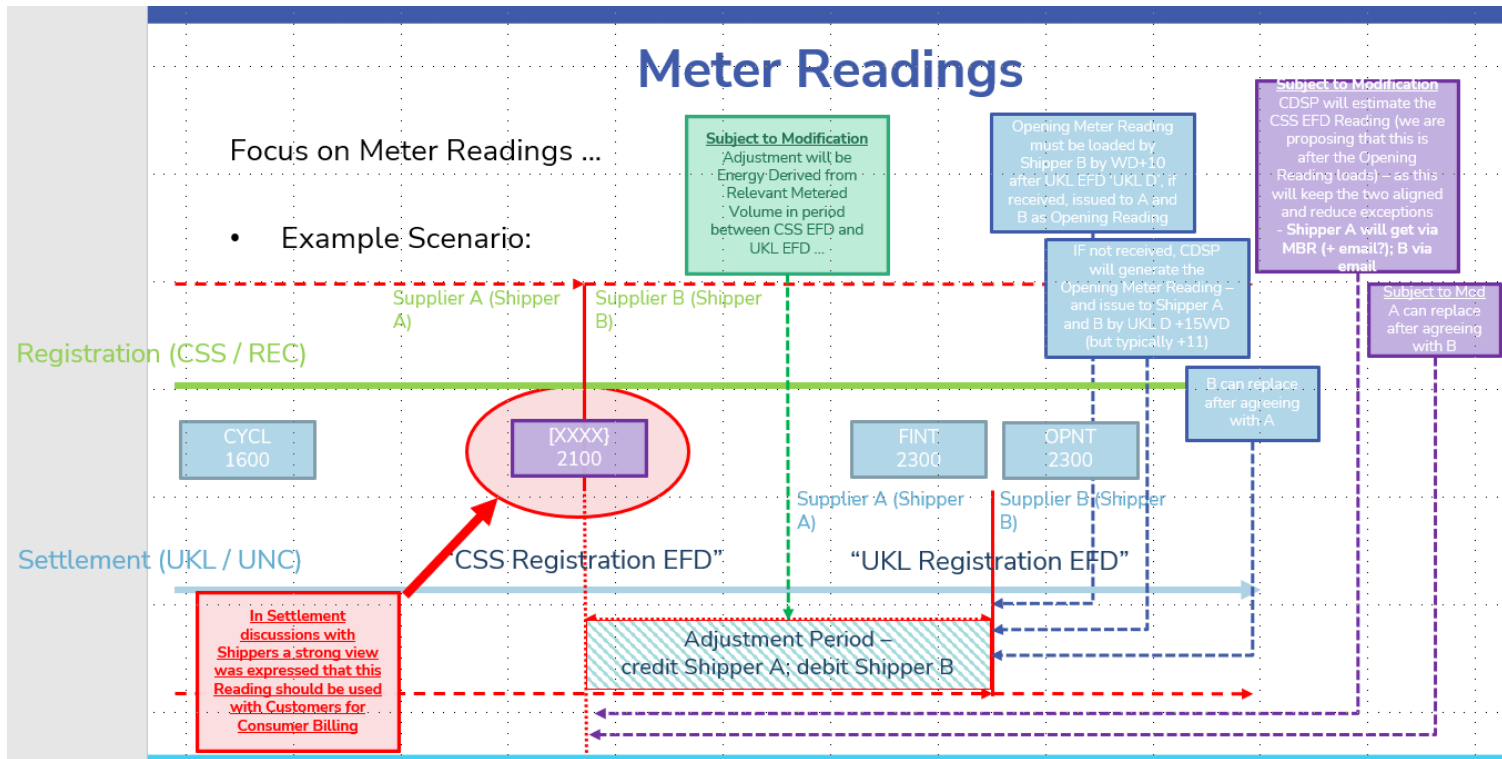 Meter Readings
Focus on Meter Readings ...
• Example Scenario:
Subject to Modification
Adjustment will be
Energy Derived from
Relevant Metered
Volume in period
between CSS EFD and
UKL EFD ...
Opening Meter Reading
must be loaded by
Shipper B by WD+10
after UKL EFD 'UKL D', if
received, issued to A and
B as Opening Reading
Subject to Modification
CDSP will estimate the
CSS EFD Reading (we are
proposing that this is
after the Opening
Reading loads) – as this
will keep the two aligned
and reduce exceptions
- Shipper A will get via
MBR (+ email?); B via
email
IF not received, CDSP
will generate the
Opening Meter Reading –
and issue to Shipper A
and B by UKL D +15WD
(but typically +11)
Subject to Mod
A can replace
after agreeing
with B
Supplier A (Shipper
A)
Supplier B (Shipper
B)
Registration (CSS / REC)
B can replace
after agreeing
with A
CYCL
1600
[XXXX}
2100
FINT
2300
OPNT
2300
Supplier A (Shipper
A)
Supplier B (Shipper
B)
Settlement (UKL / UNC)
“CSS Registration EFD”
“UKL Registration EFD”
In Settlement
discussions with
Shippers a strong view
was expressed that this
Reading should be used
with Customers for
Consumer Billing
Adjustment Period –
credit Shipper A; debit Shipper B